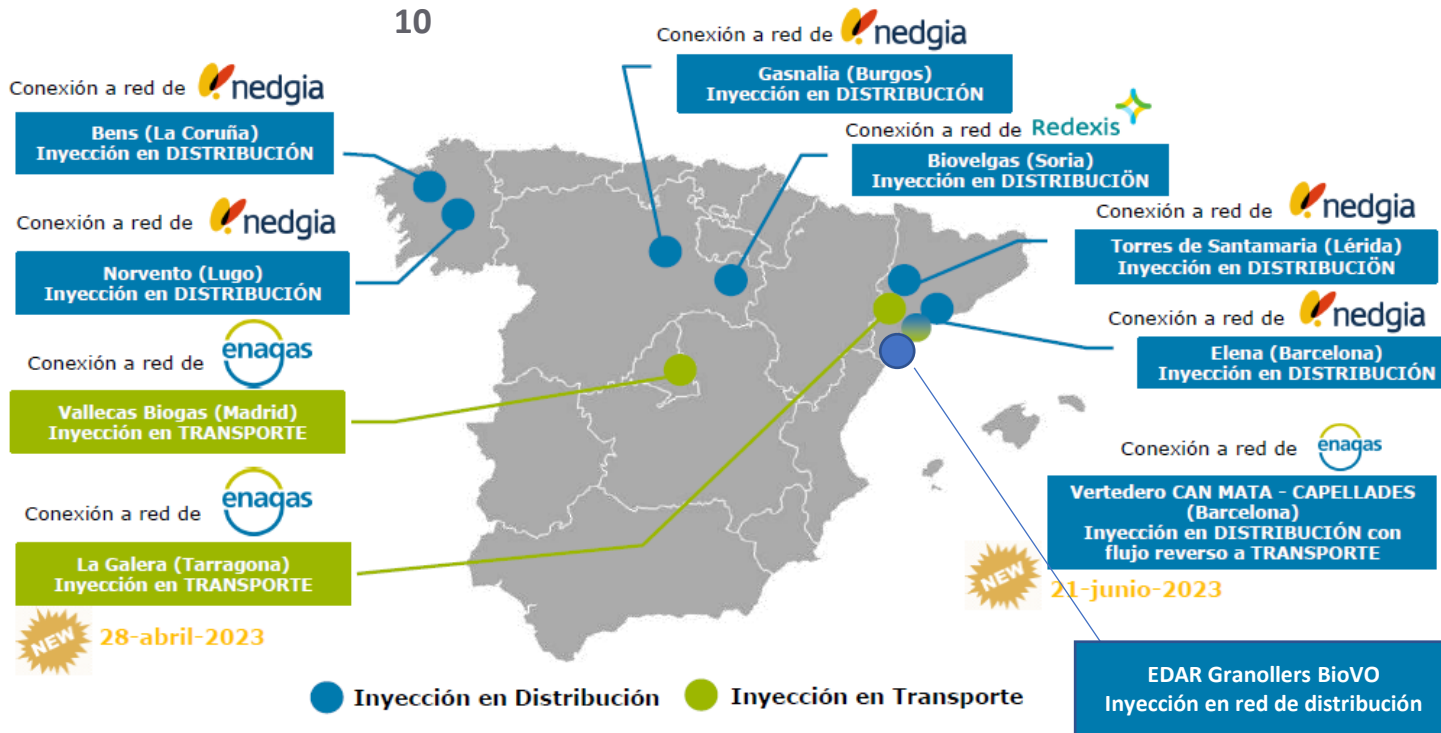 10
Conexión a red de nedgia
Gasnalia (Burgos)
Inyección en DISTRIBUCIÓN
Conexión a red de nedgia
Bens (La Coruña)
Inyección en DISTRIBUCIÓN
Conexión a red de Redexis
Biovelgas (Soria)
Inyección en DISTRIBUCIÖN
Conexión a red de nedgia
Norvento (Lugo)
Inyección en DISTRIBUCIÓN
Conexión a red de nedgia
Torres de Santamaria (Lérida)
Inyección en DISTRIBUCIÖN
Conexión a red de nedgia
Elena (Barcelona)
Inyección en DISTRIBUCIÓN
Conexión a red de enagas
Vallecas Biogas (Madrid)
Inyección en TRANSPORTE
Conexión a red de enagas
Vertedero CAN MATA - CAPELLADES
(Barcelona)
Inyección en DISTRIBUCIÓN con
flujo reverso a TRANSPORTE
NEW 21-junio-2023
Conexión a red de enagas
La Galera (Tarragona)
Inyección en TRANSPORTE
NEW 28-abril-2023
EDAR Granollers BioVO
Inyección en red de distribución
Inyección en Distribución
Inyección en Transporte